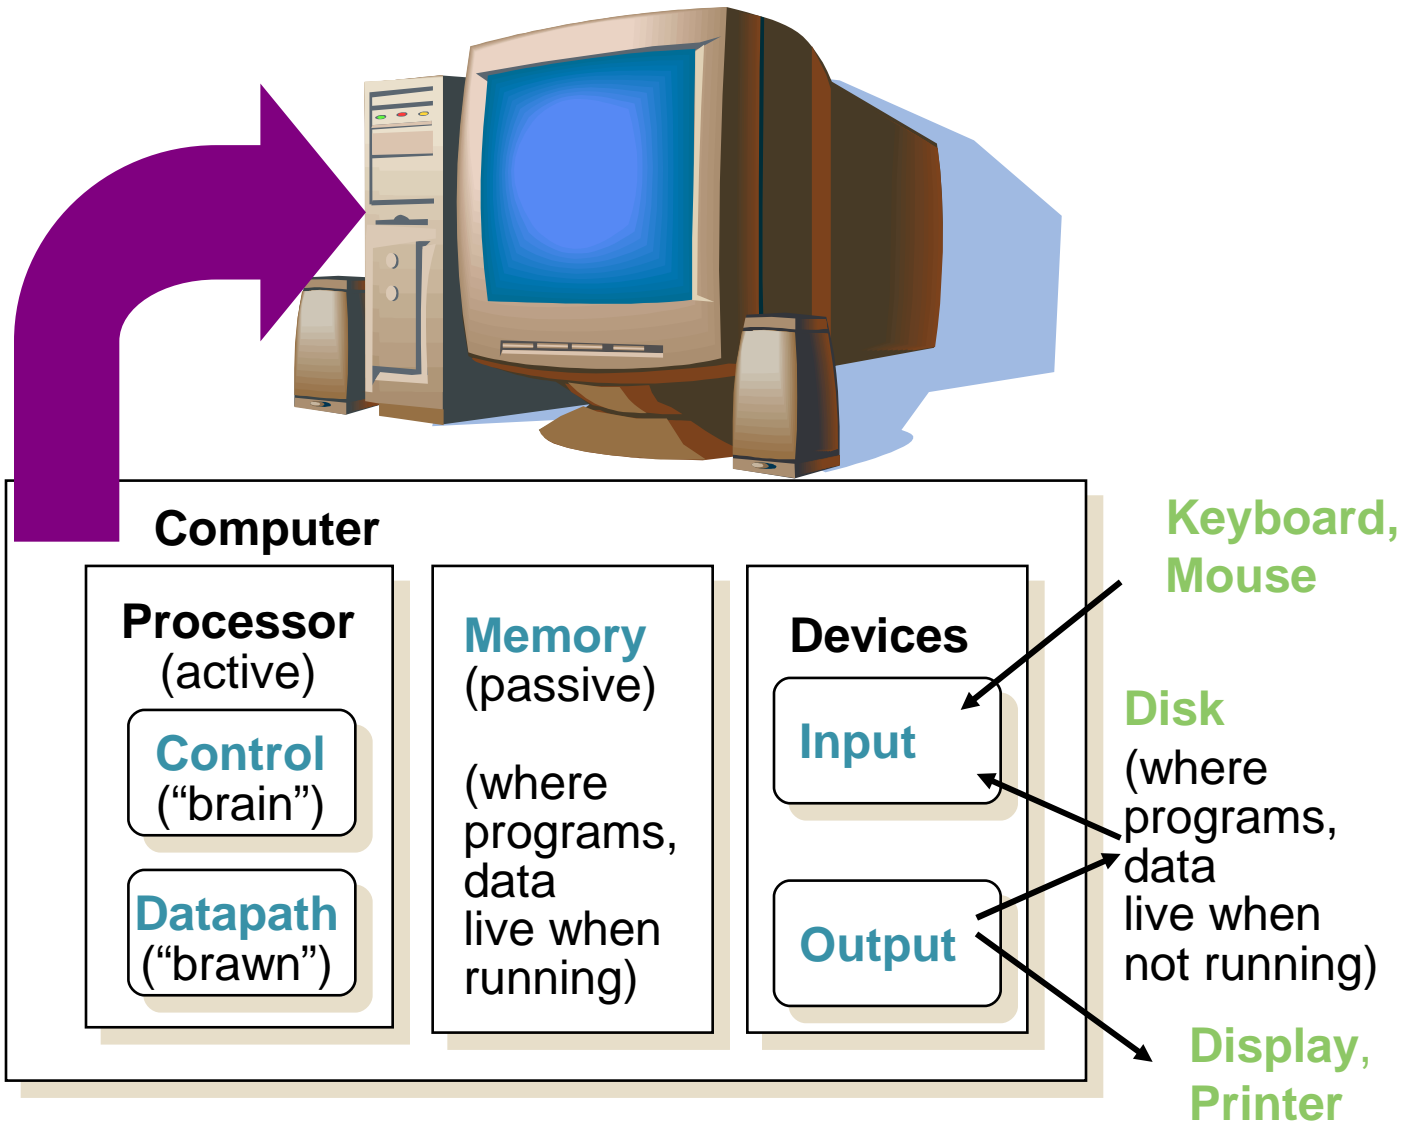 Computer
Processor
(active)
Control
(“brain”)
Datapath
(“brawn”)
Memory
(passive)
(where
programs,
data
live when
running)
Devices
Input
Output
Keyboard,
Mouse
Disk
(where
programs,
data
live when
not running)
Display,
Printer